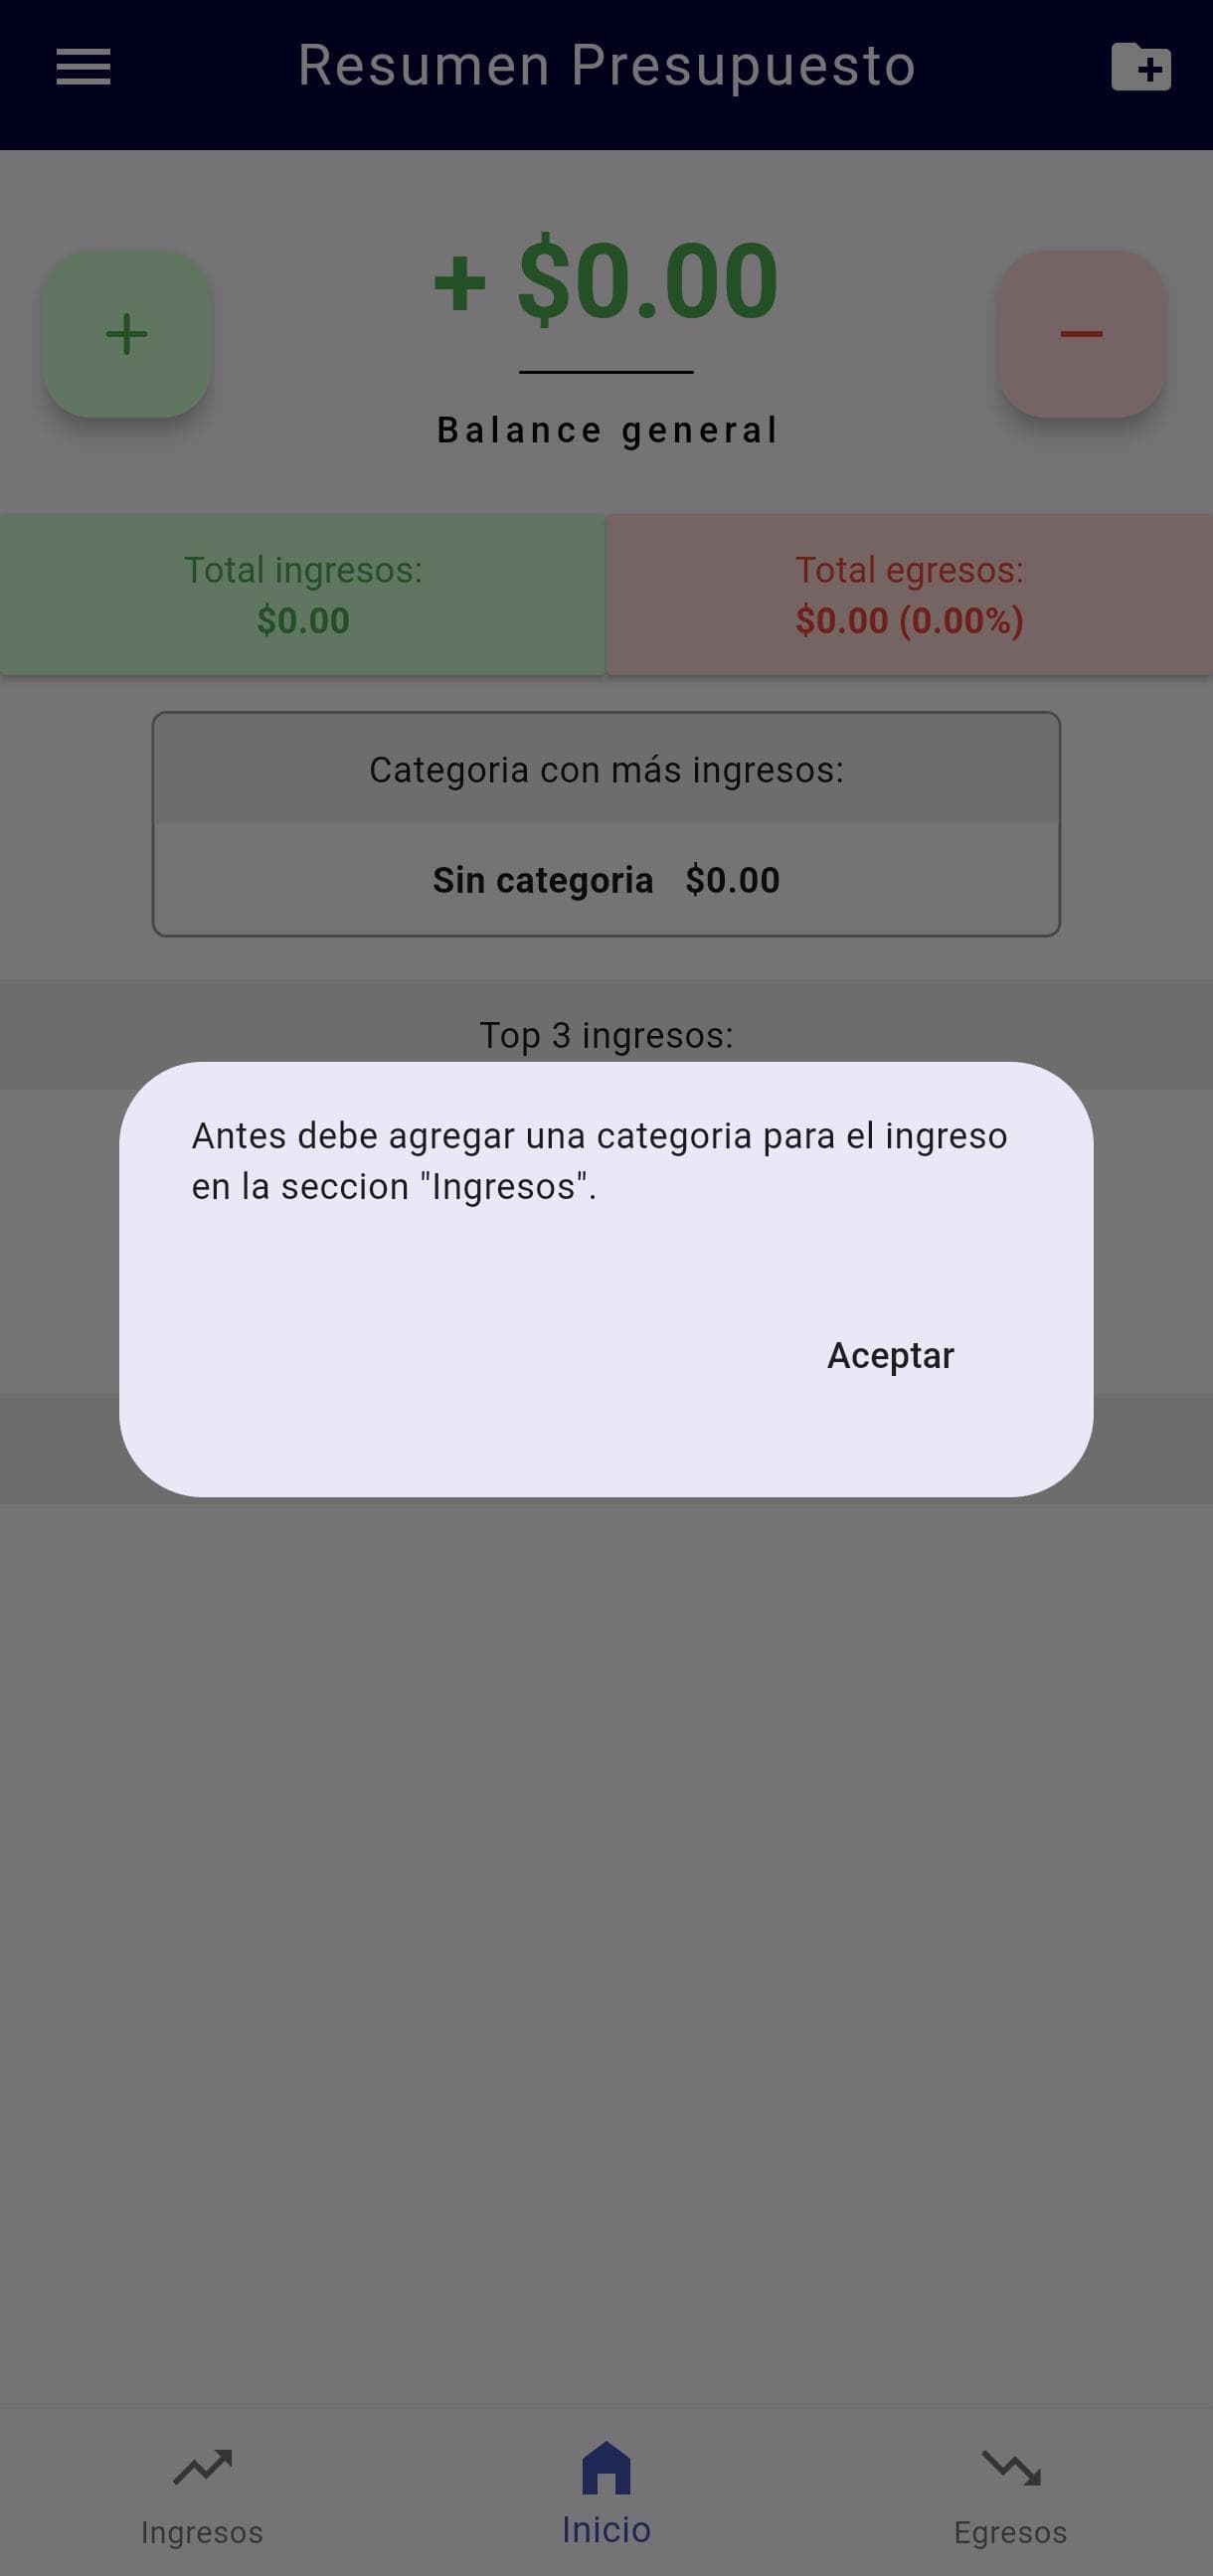 Resumen Presupuesto
+ $0.00
Balance general
Total ingresos:
$0.00
Total egresos:
$0.00 (0.00%)
Categoria con más ingresos:
Sin categoria $0.00
Top 3 ingresos:
Antes debe agregar una categoria para el ingreso
en la seccion "Ingresos".
Aceptar
Ingresos
Inicio
Egresos